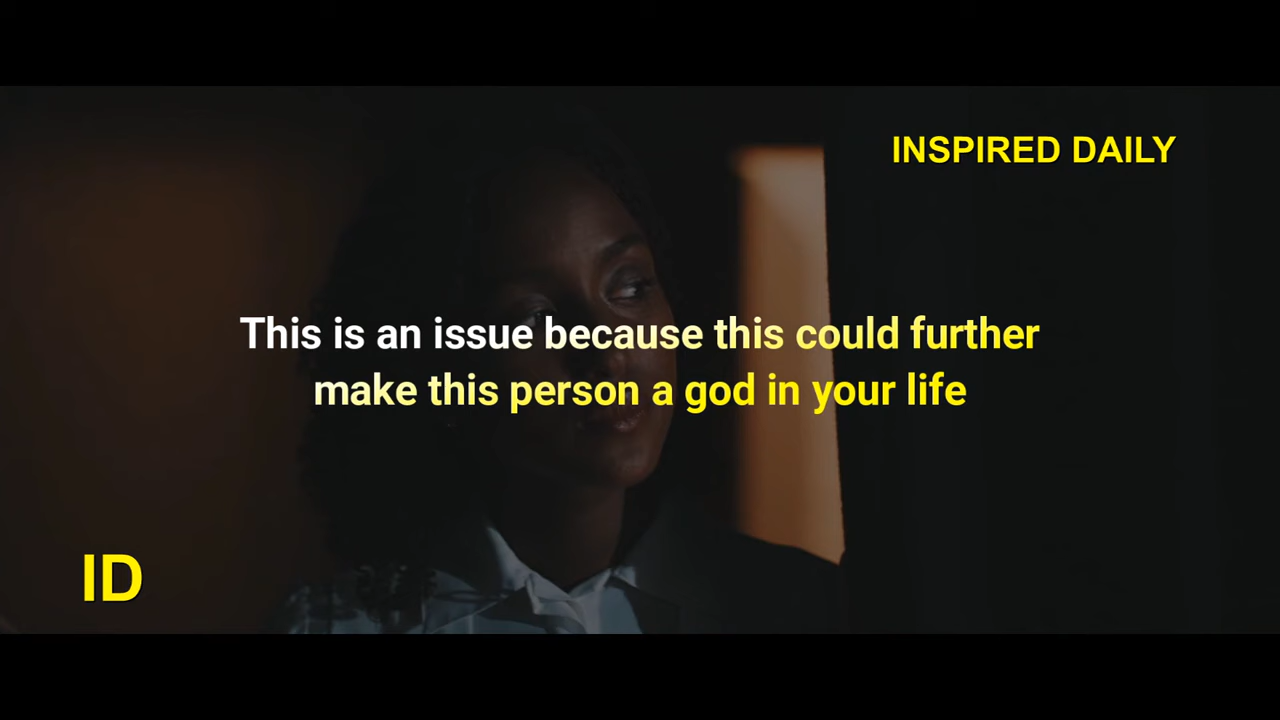 INSPIRED DAILY
This is an issue because this could further
make this person a god in your life
ID